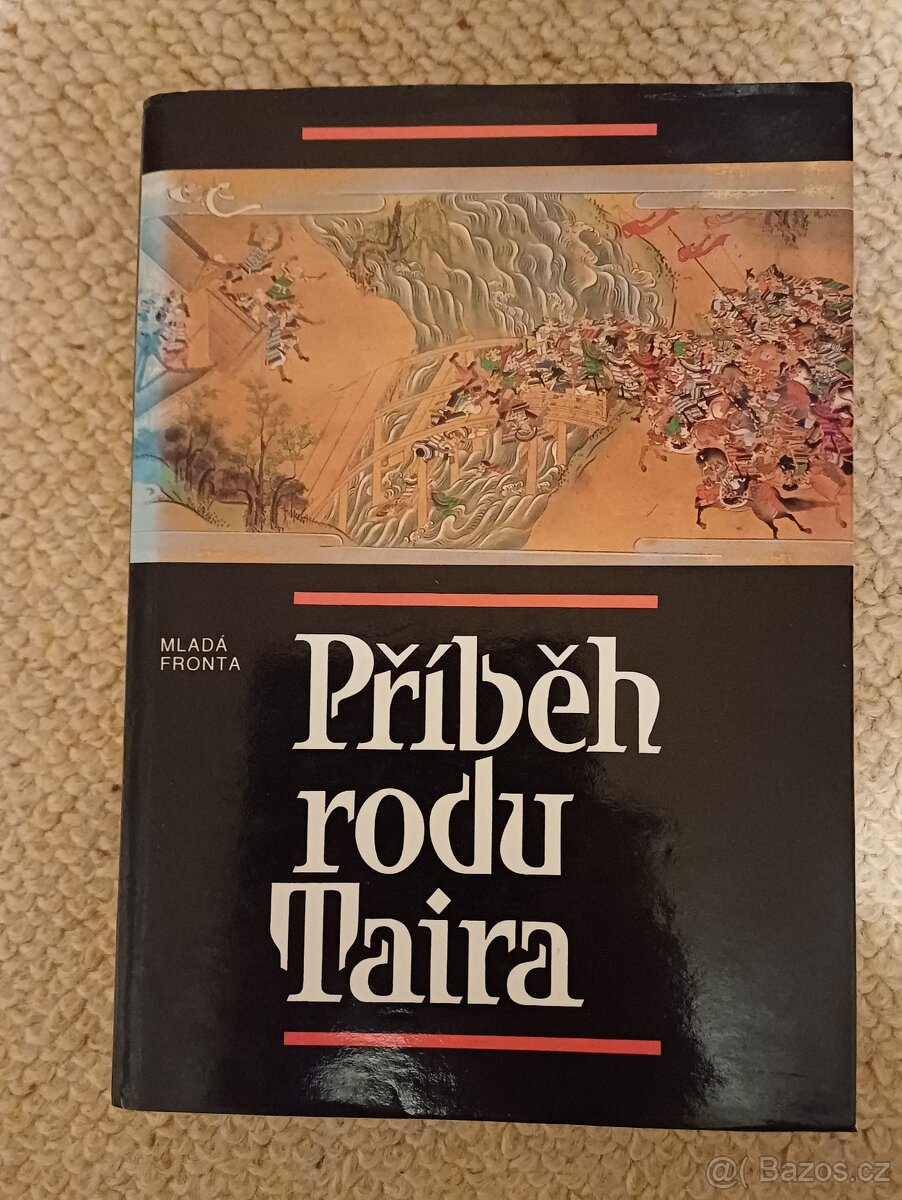 MLADÁ
FRONTA
Příběh
rodu
Taira
@( Bazos.cz